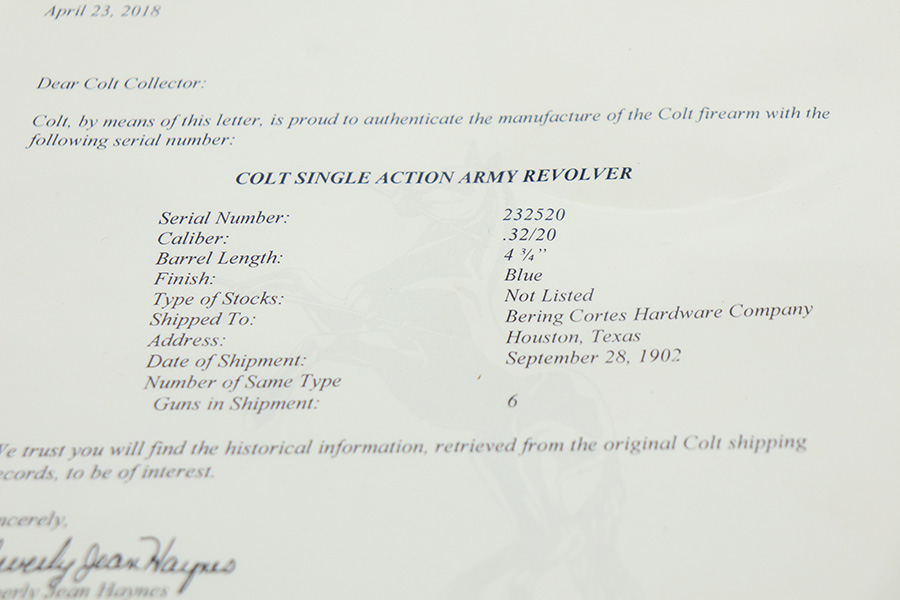 April 23, 2018
Dear Colt Collector:
Colt, by means of this letter, is proud to authenticate the manufacture of the Colt firearm with the
following serial number:
COLT SINGLE ACTION ARMY REVOLVER
Serial Number: 232520
Caliber: .32/20
Barrel Length: 4 ¾”
Finish: Blue
Type of Stocks: Not Listed
Shipped To: Bering Cortes Hardware Company
Address: Houston, Texas
Date of Shipment: September 28, 1902
Number of Same Type
Guns in Shipment: 6
We trust you will find the historical information, retrieved from the original Colt shipping
ecords, to be of interest.
ncerely,
everly Jean Haynes
erly Jean Haynes